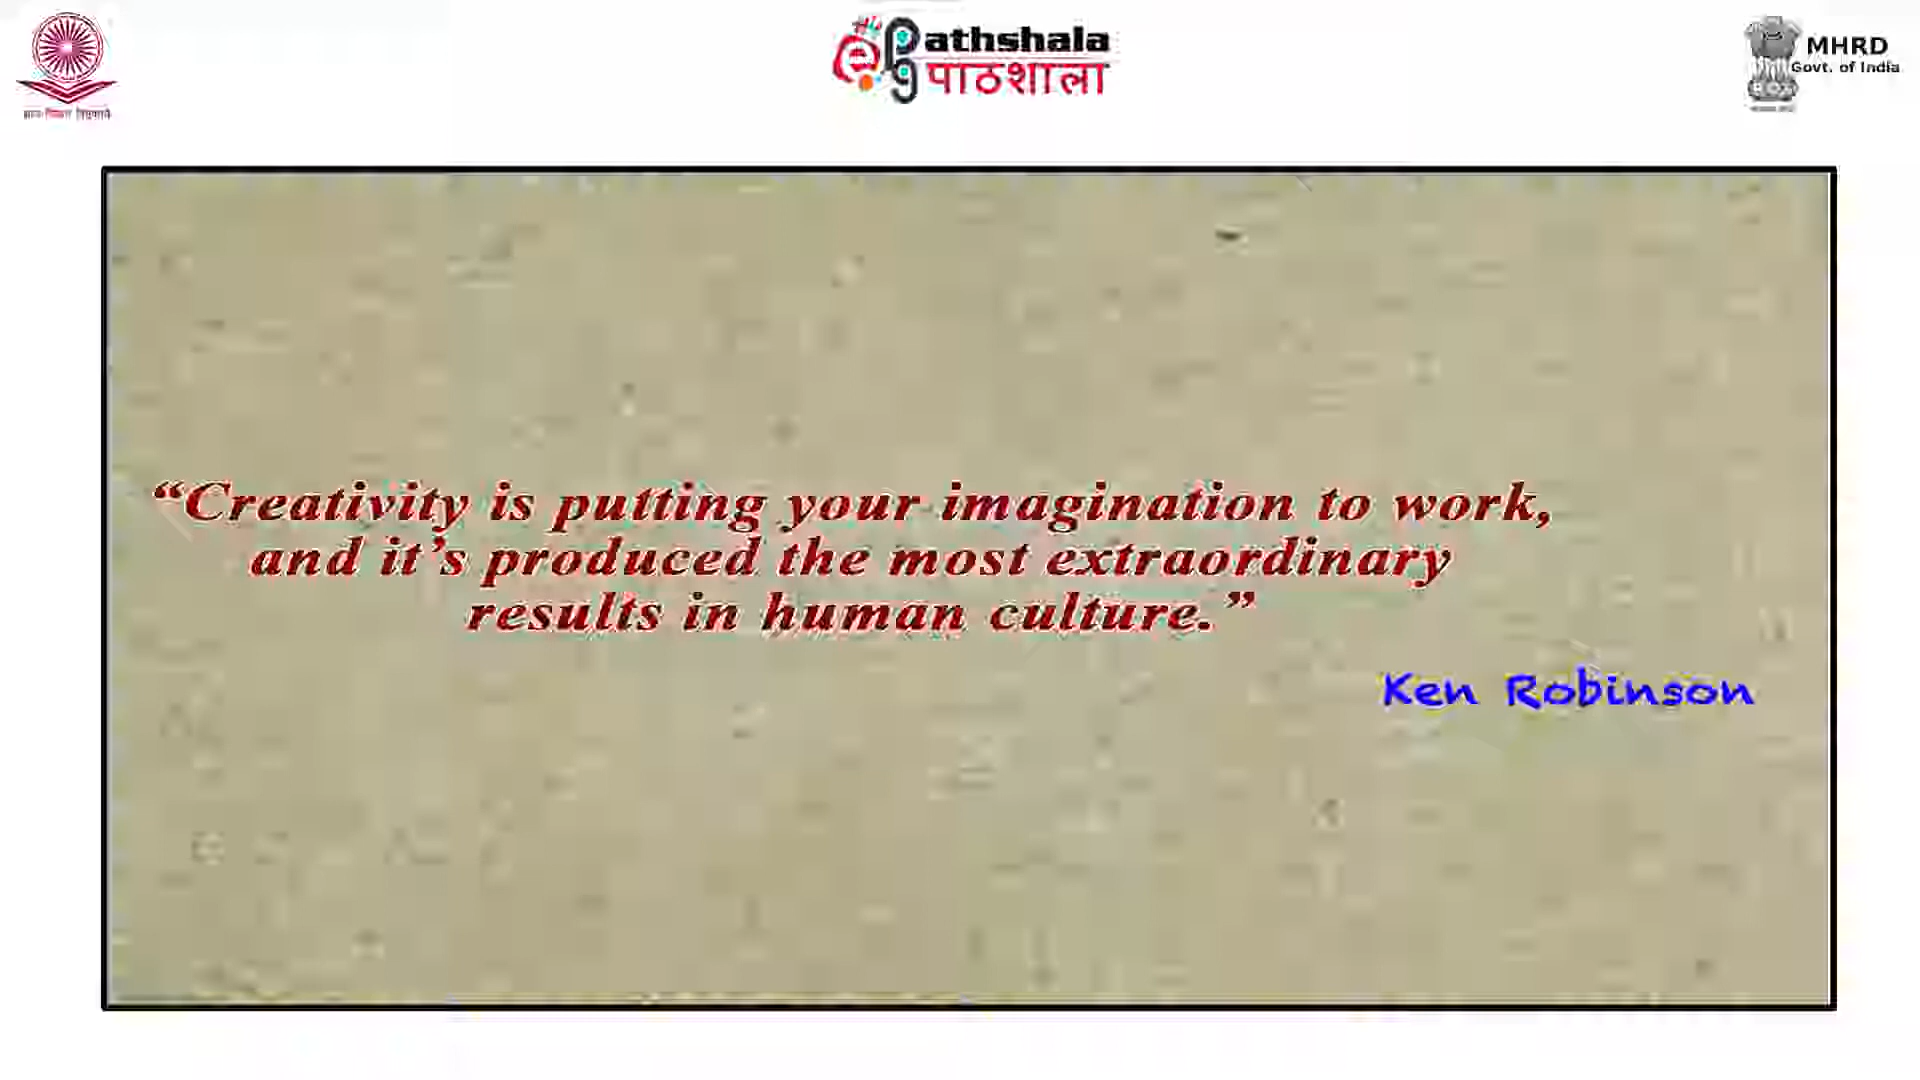 Pathshala
पाठशाला
MHRD
Govt. of India
“Creativity is putting your imagination to work,
and it’s produced the most extraordinary
results in human culture.”
Ken Robinson